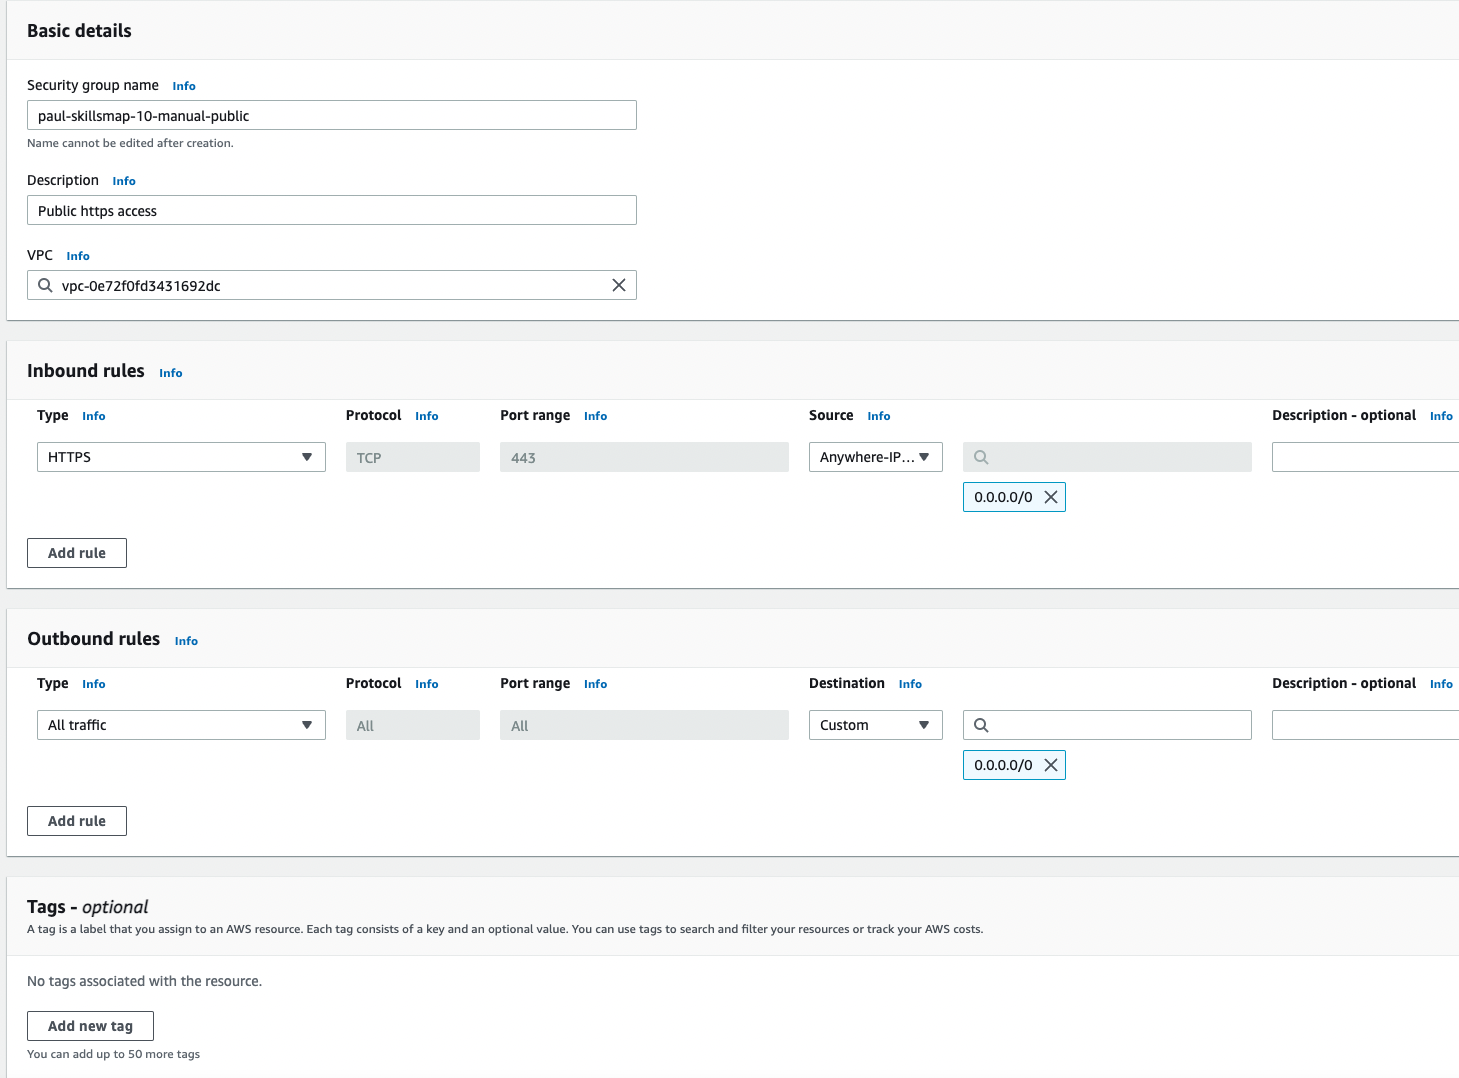 Basic details
Security group name Info
paul-skillsmap-10-manual-public
Name cannot be edited after creation.
Description Info
Public https access
VPC Info
vpc-0e72f0fd3431692dc
Inbound rules Info
Type Info Protocol Info Port range Info Source Info Description - optional Info
HTTPS TCP 443 Anywhere-IP...
0.0.0.0/0
Add rule
Outbound rules Info
Type Info Protocol Info Port range Info Destination Info Description - optional Info
All traffic All All Custom
0.0.0.0/0
Add rule
Tags - optional
A tag is a label that you assign to an AWS resource. Each tag consists of a key and an optional value. You can use tags to search and filter your resources or track your AWS costs.
No tags associated with the resource.
Add new tag
You can add up to 50 more tags